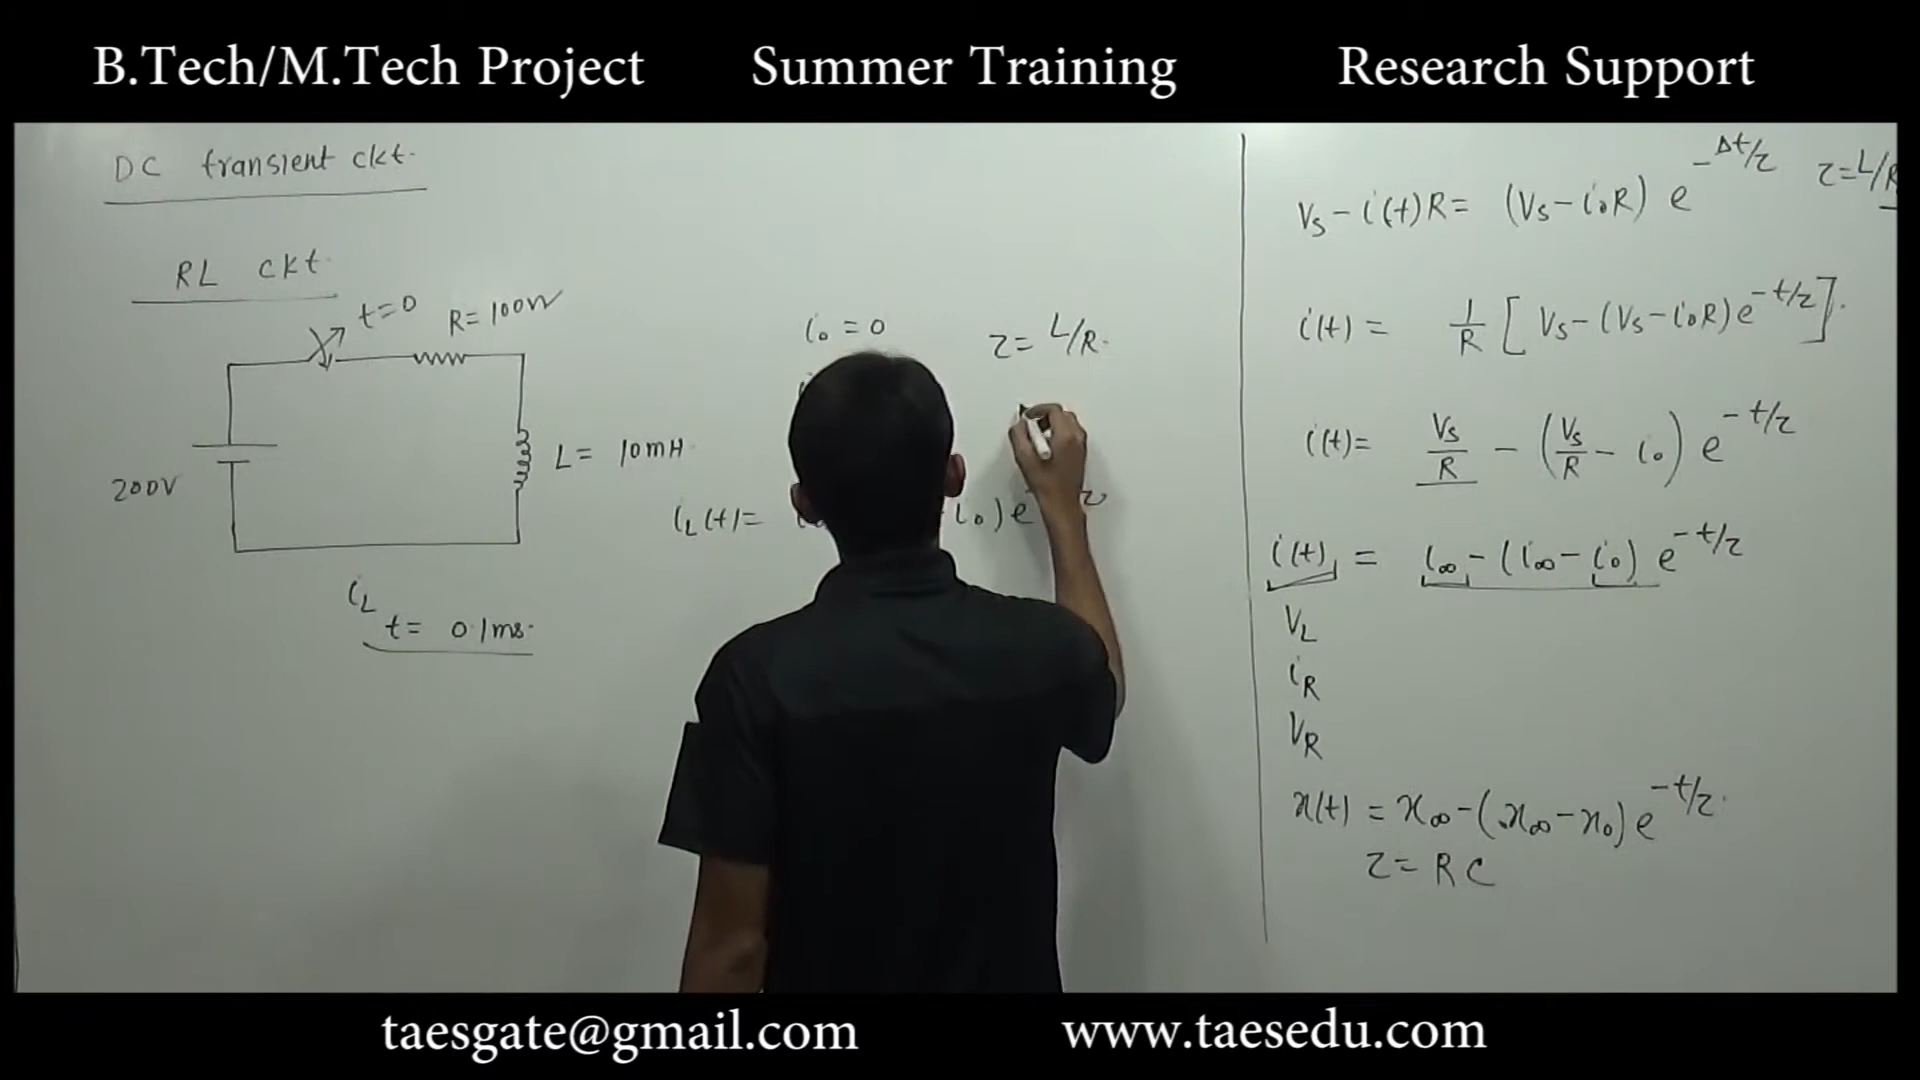 B.Tech/M.Tech Project Summer Training Research Support
DC transient ckt.
RL ckt.
t=0
R=100Ω
200V
L= 10mH
iL
t= 0.1ms.
i₀ = 0
τ= L/R.
iL(t)=
i₀) e
Vs - i(t)R= (Vs - i₀R) e^-Δt/τ τ=L/R
i(t) = 1/R [Vs-(Vs-i₀R)e^-t/τ].
i(t)= Vs/R - (Vs/R - i₀) e^-t/τ
i(t) = i∞ - (i∞ - i₀) e^-t/τ
VL
iR
VR
x(t) = x∞ - (x∞ - x₀) e^-t/τ.
τ= RC
taesgate@gmail.com www.taesedu.com